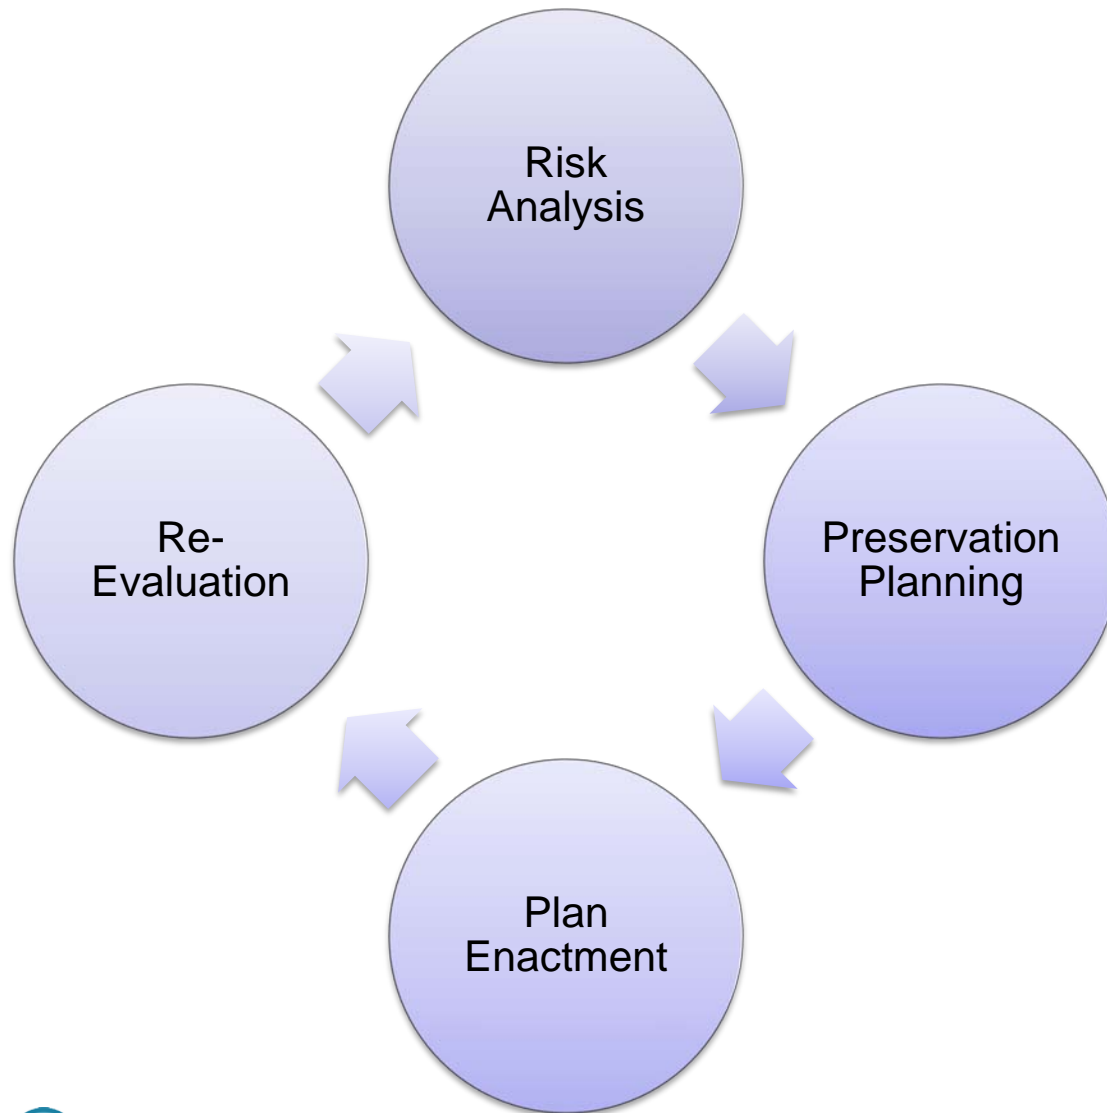 Risk
Analysis
Preservation
Planning
Plan
Enactment
Re-
Evaluation